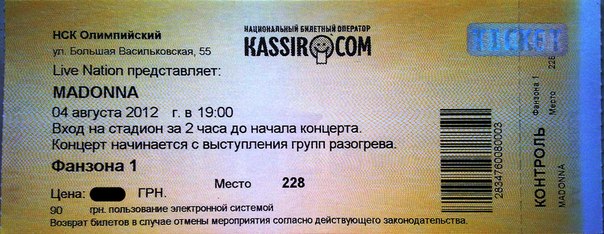 НСК Олимпийский
ул. Большая Васильковская, 55
НАЦИОНАЛЬНЫЙ БИЛЕТНЫЙ ОПЕРАТОР
KASSIR COM
TICKET
Live Nation представляет:
MADONNA
04 августа 2012 г. в 19:00
Вход на стадион за 2 часа до начала концерта.
Концерт начинается с выступления групп разогрева.
Фанзона 1
Место 228
Цена: ГРН.
90 грн. пользование электронной системой
Возврат билетов в случае отмены мероприятия согласно действующего законодательства.
2834760080003
КОНТРОЛЬ
MADONNA
Фанзона 1
Место 228